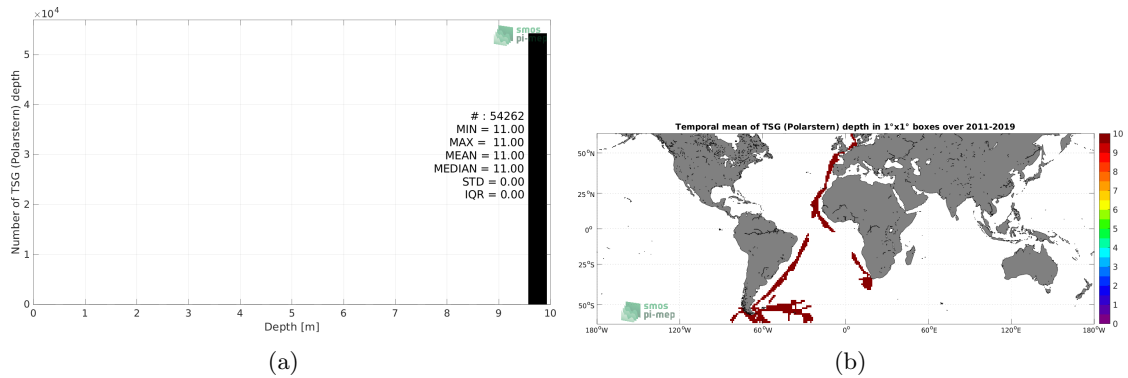 ×10⁴
smos
pi-mep
5
4
3
2
1
0
Number of TSG (Polarstern) depth
# : 54262
MIN = 11.00
MAX = 11.00
MEAN = 11.00
MEDIAN = 11.00
STD = 0.00
IQR = 0.00
0 1 2 3 4 5 6 7 8 9 10
Depth [m]
(a)
Temporal mean of TSG (Polarstern) depth in 1°x1° boxes over 2011-2019
50°N
25°N
0°
25°S
50°S
smos
pi-mep
180°W 120°W 60°W 0° 60°E 120°E 180°E
10
9
8
7
6
5
4
3
2
1
0
(b)